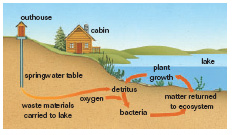 outhouse
cabin
lake
plant
growth
springwater table
detritus
matter returned
to ecosystem
oxygen
waste materials
carried to lake
bacteria